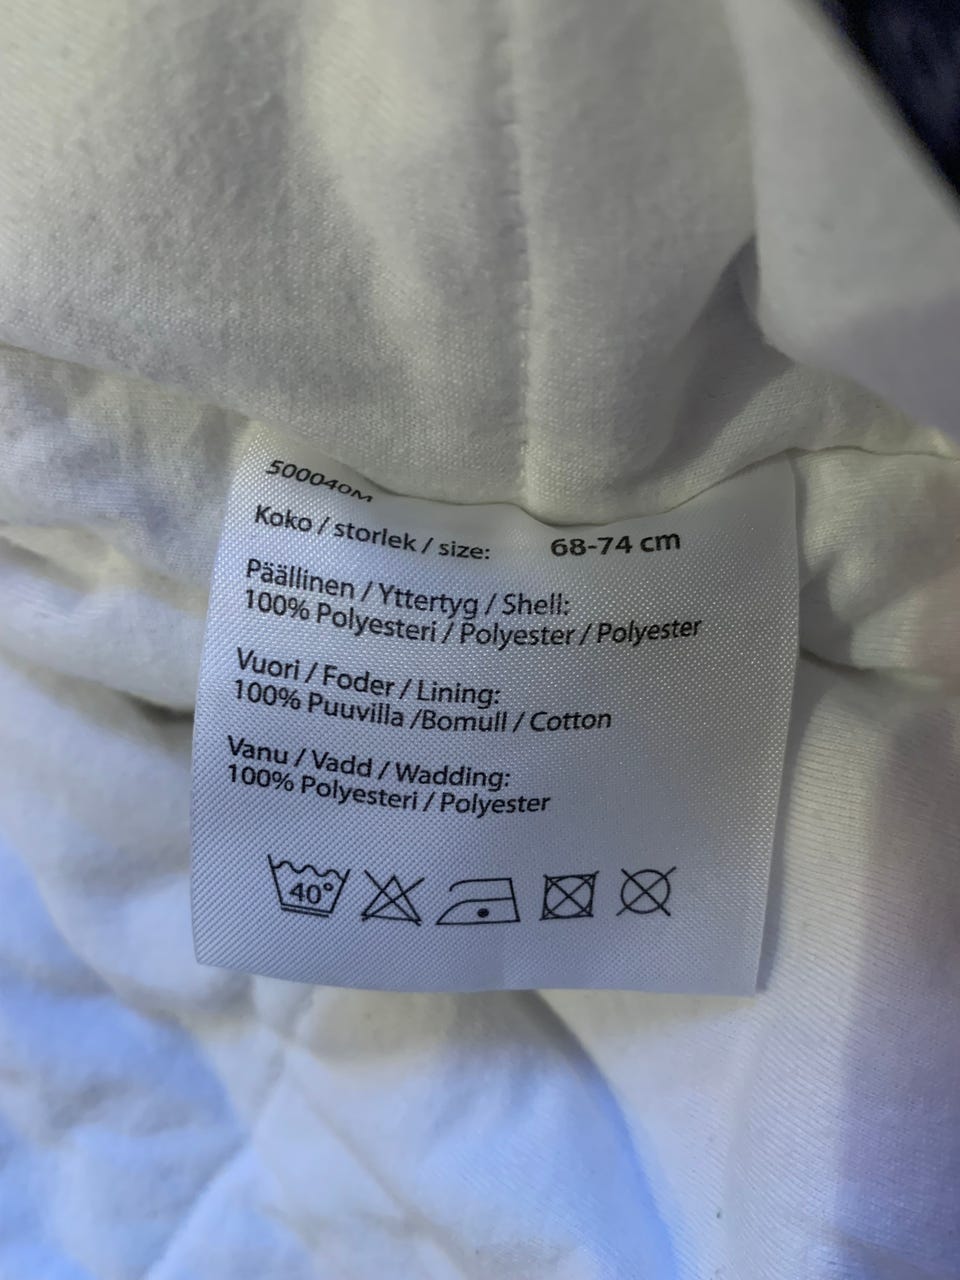 500040M
Koko / storlek / size: 68-74 cm
Päällinen / Yttertyg / Shell:
100% Polyesteri / Polyester / Polyester
Vuori / Foder / Lining:
100% Puuvilla /Bomull / Cotton
Vanu / Vadd / Wadding:
100% Polyesteri / Polyester
40°